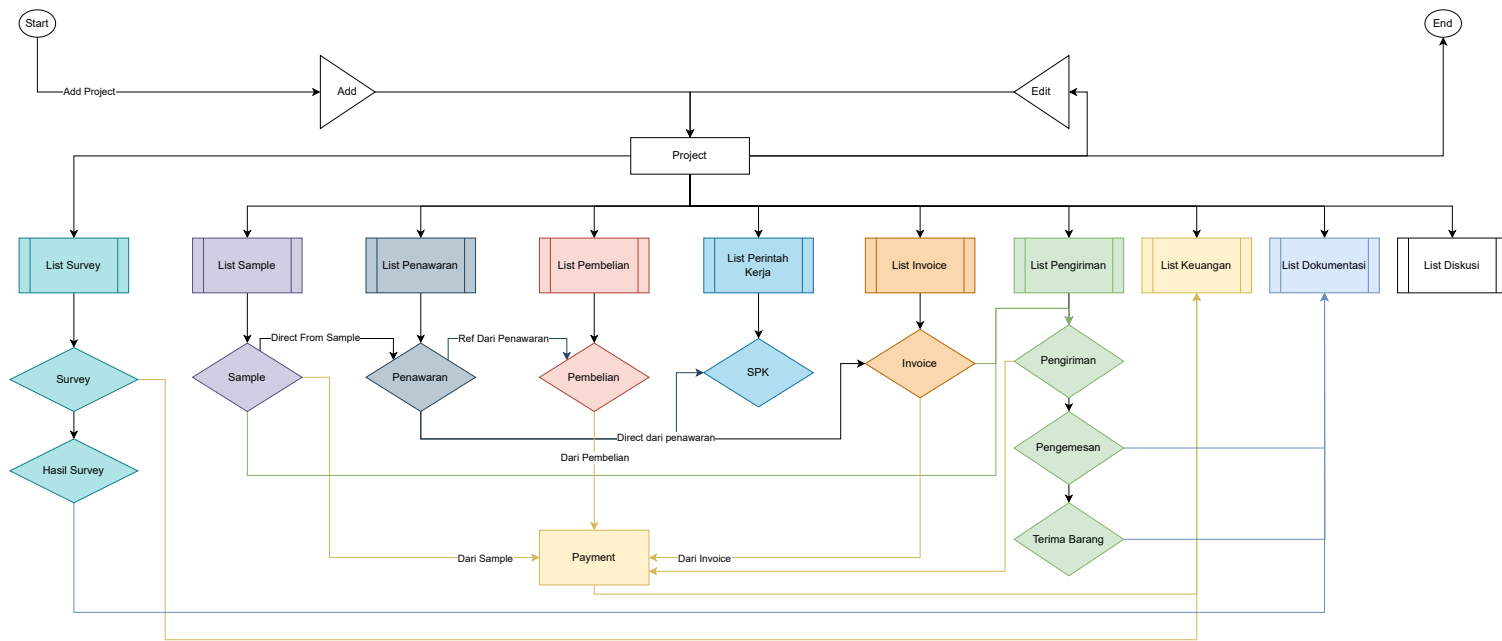 Start
End
Add Project
Add
Edit
Project
List Survey
List Sample
List Penawaran
List Pembelian
List Perintah
Kerja
List Invoice
List Pengiriman
List Keuangan
List Dokumentasi
List Diskusi
Direct From Sample
Ref Dari Penawaran
Survey
Sample
Penawaran
Pembelian
SPK
Invoice
Pengiriman
Direct dari penawaran
Dari Pembelian
Hasil Survey
Pengemesan
Terima Barang
Dari Sample
Payment
Dari Invoice